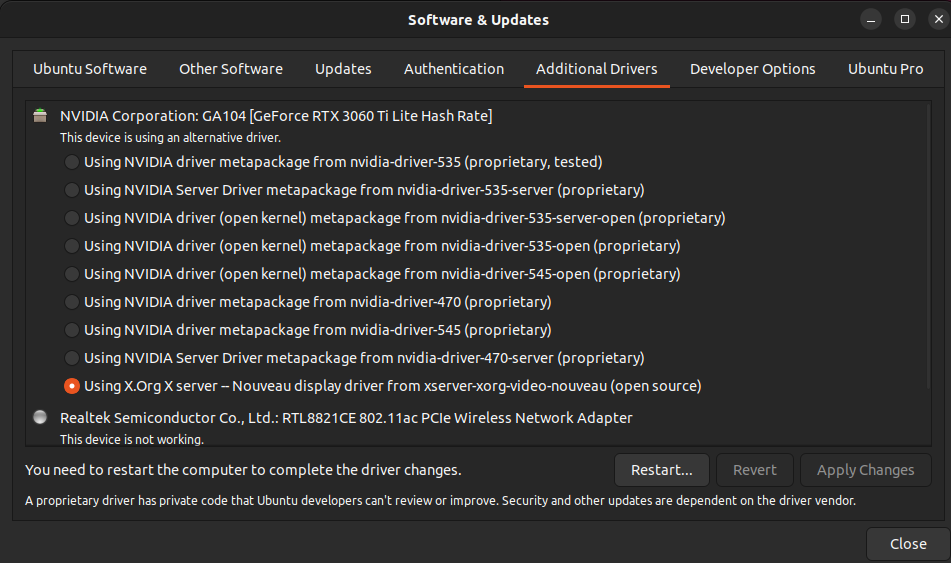 Software & Updates
Ubuntu Software Other Software Updates Authentication Additional Drivers Developer Options Ubuntu Pro
NVIDIA Corporation: GA104 [GeForce RTX 3060 Ti Lite Hash Rate]
This device is using an alternative driver.
Using NVIDIA driver metapackage from nvidia-driver-535 (proprietary, tested)
Using NVIDIA Server Driver metapackage from nvidia-driver-535-server (proprietary)
Using NVIDIA driver (open kernel) metapackage from nvidia-driver-535-server-open (proprietary)
Using NVIDIA driver (open kernel) metapackage from nvidia-driver-535-open (proprietary)
Using NVIDIA driver (open kernel) metapackage from nvidia-driver-545-open (proprietary)
Using NVIDIA driver metapackage from nvidia-driver-470 (proprietary)
Using NVIDIA driver metapackage from nvidia-driver-545 (proprietary)
Using NVIDIA Server Driver metapackage from nvidia-driver-470-server (proprietary)
Using X.Org X server -- Nouveau display driver from xserver-xorg-video-nouveau (open source)
Realtek Semiconductor Co., Ltd.: RTL8821CE 802.11ac PCIe Wireless Network Adapter
This device is not working.
You need to restart the computer to complete the driver changes. Restart... Revert Apply Changes
A proprietary driver has private code that Ubuntu developers can't review or improve. Security and other updates are dependent on the driver vendor.
Close